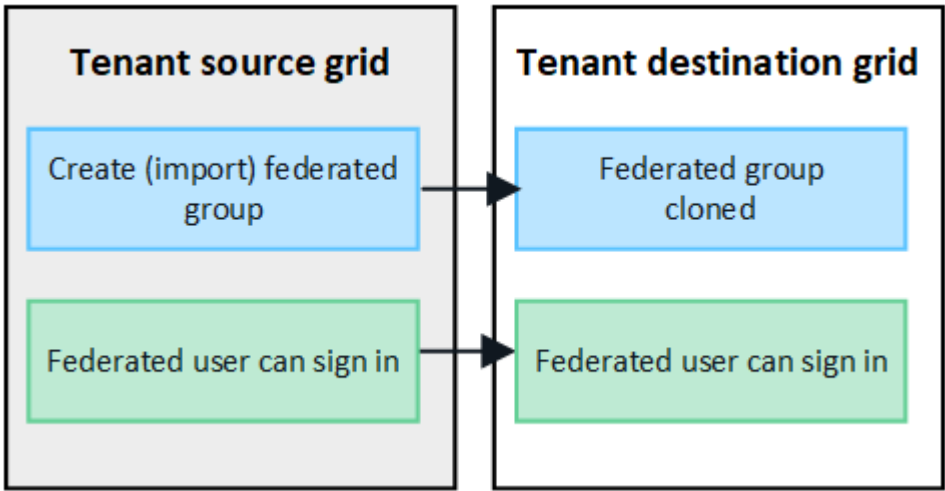 Tenant source grid
Create (import) federated
group
Federated user can sign in
Tenant destination grid
Federated group
cloned
Federated user can sign in